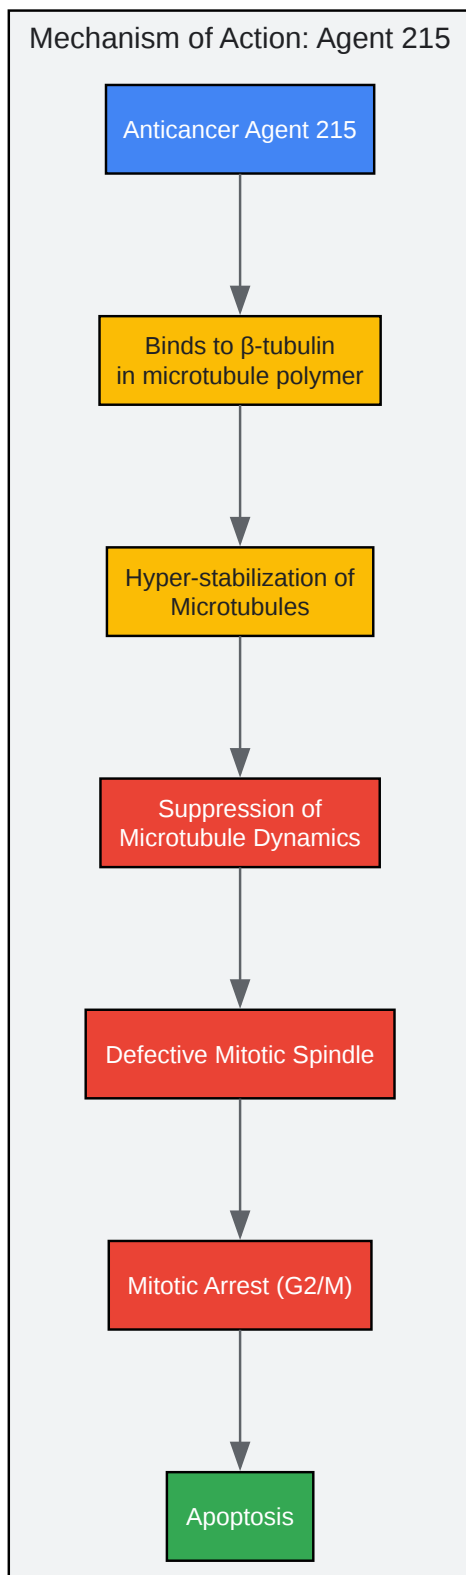 Mechanism of Action: Agent 215
Anticancer Agent 215
Binds to β-tubulin
in microtubule polymer
Hyper-stabilization of
Microtubules
Suppression of
Microtubule Dynamics
Defective Mitotic Spindle
Mitotic Arrest (G2/M)
Apoptosis